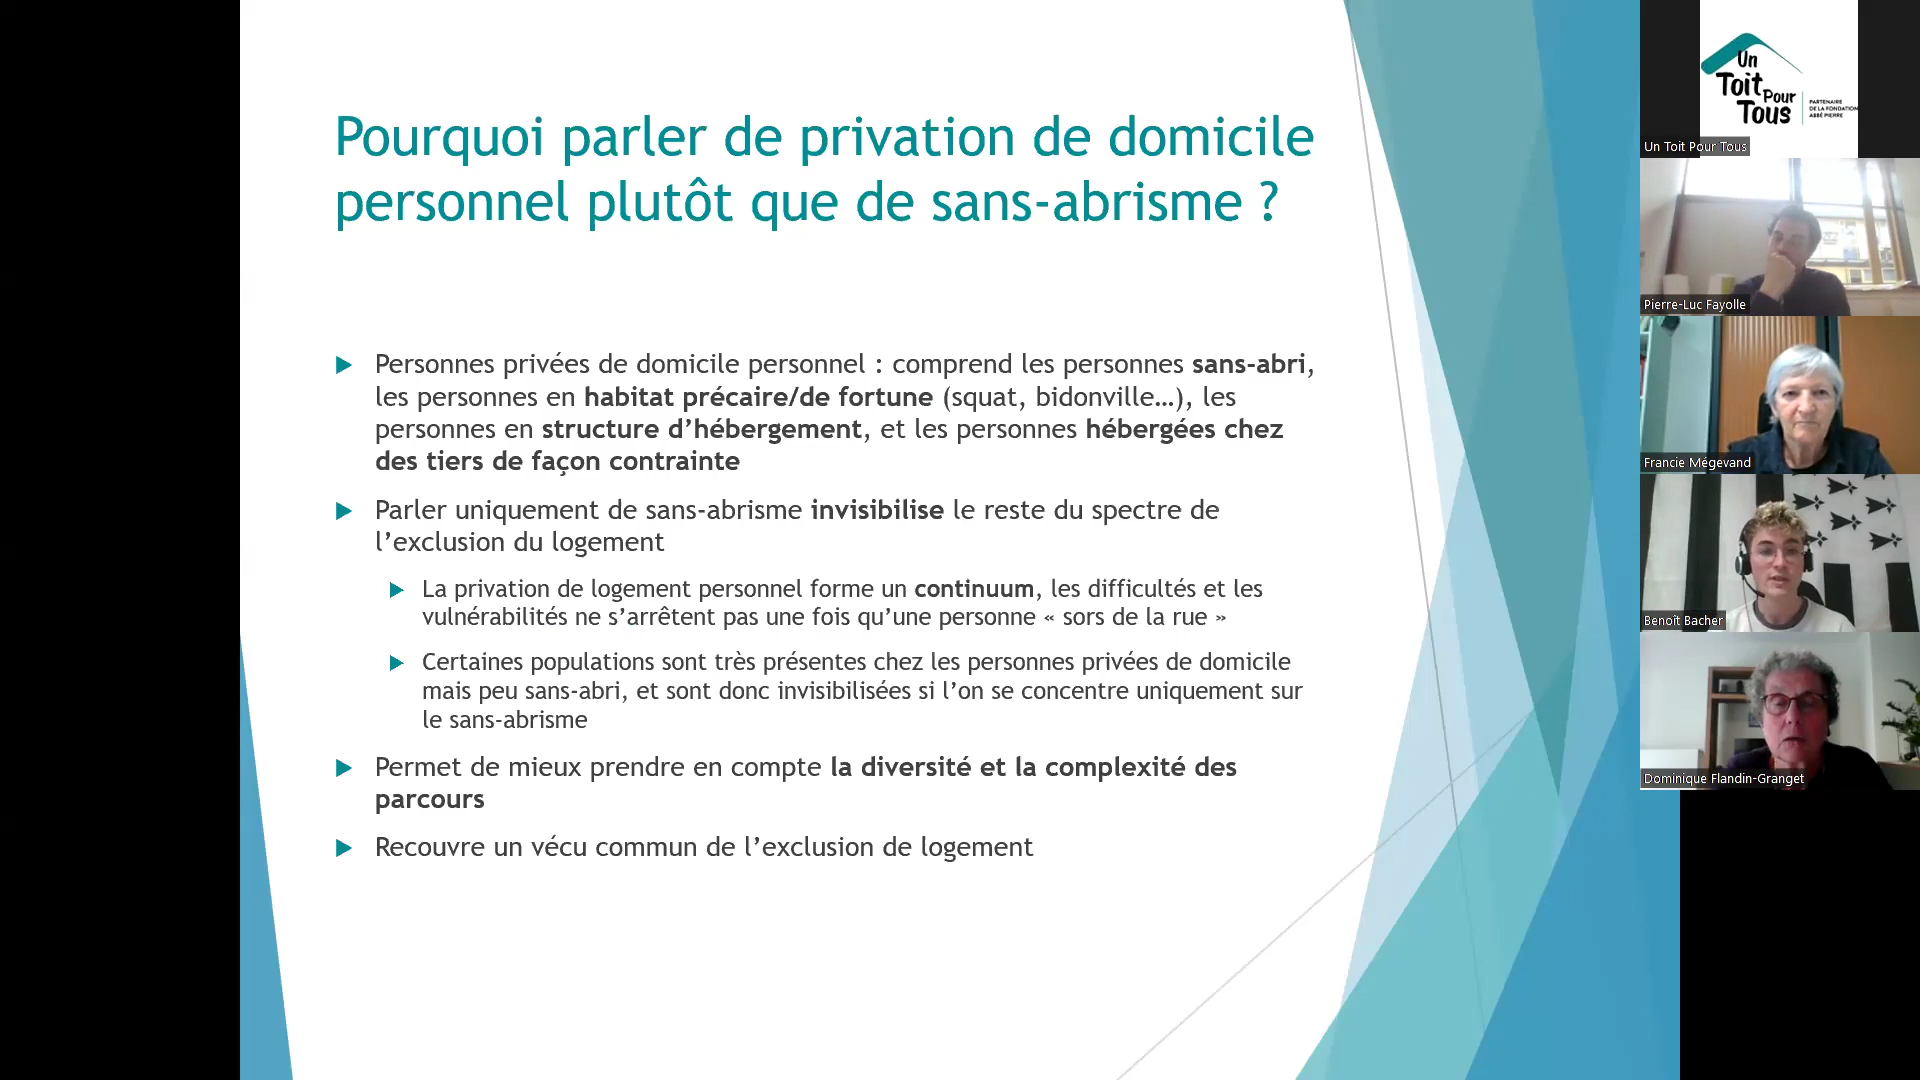 Pourquoi parler de privation de domicile
personnel plutôt que de sans-abrisme ?
Personnes privées de domicile personnel : comprend les personnes sans-abri,
les personnes en habitat précaire/de fortune (squat, bidonville…), les
personnes en structure d’hébergement, et les personnes hébergées chez
des tiers de façon contrainte
Parler uniquement de sans-abrisme invisibilise le reste du spectre de
l’exclusion du logement
La privation de logement personnel forme un continuum, les difficultés et les
vulnérabilités ne s’arrêtent pas une fois qu’une personne « sors de la rue »
Certaines populations sont très présentes chez les personnes privées de domicile
mais peu sans-abri, et sont donc invisibilisées si l’on se concentre uniquement sur
le sans-abrisme
Permet de mieux prendre en compte la diversité et la complexité des
parcours
Recouvre un vécu commun de l’exclusion de logement
Un
Toit Pour
Tous
PARTENAIRE
DE LA FONDATION
ABBÉ PIERRE
Un Toit Pour Tous
Pierre-Luc Fayolle
Francie Mégevand
Benoît Bacher
Dominique Flandin-Granget